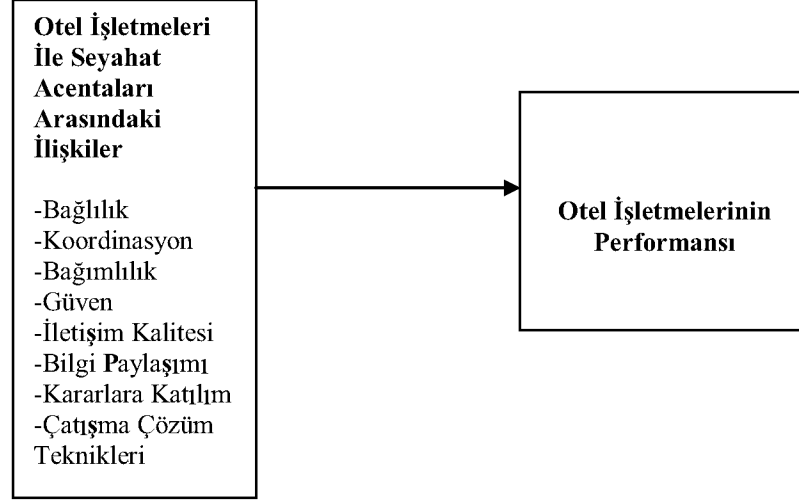 Otel İşletmeleri
İle Seyahat
Acentaları
Arasındaki
İlişkiler
-Bağlılık
-Koordinasyon
-Bağımlılık
-Güven
-İletişim Kalitesi
-Bilgi Paylaşımı
-Kararlara Katılım
-Çatışma Çözüm
Teknikleri
Otel İşletmelerinin
Performansı